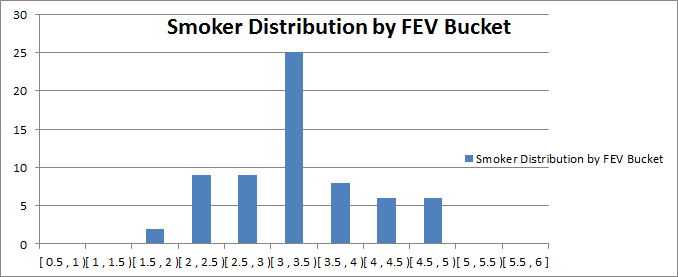 Smoker Distribution by FEV Bucket
30
25
20
15
10
5
0
Smoker Distribution by FEV Bucket
[ 0.5 , 1 )[ 1 , 1.5 )[ 1.5 , 2 )[ 2 , 2.5 )[ 2.5 , 3 )[ 3 , 3.5 )[ 3.5 , 4 )[ 4 , 4.5 )[ 4.5 , 5 )[ 5 , 5.5 )[ 5.5 , 6 ]